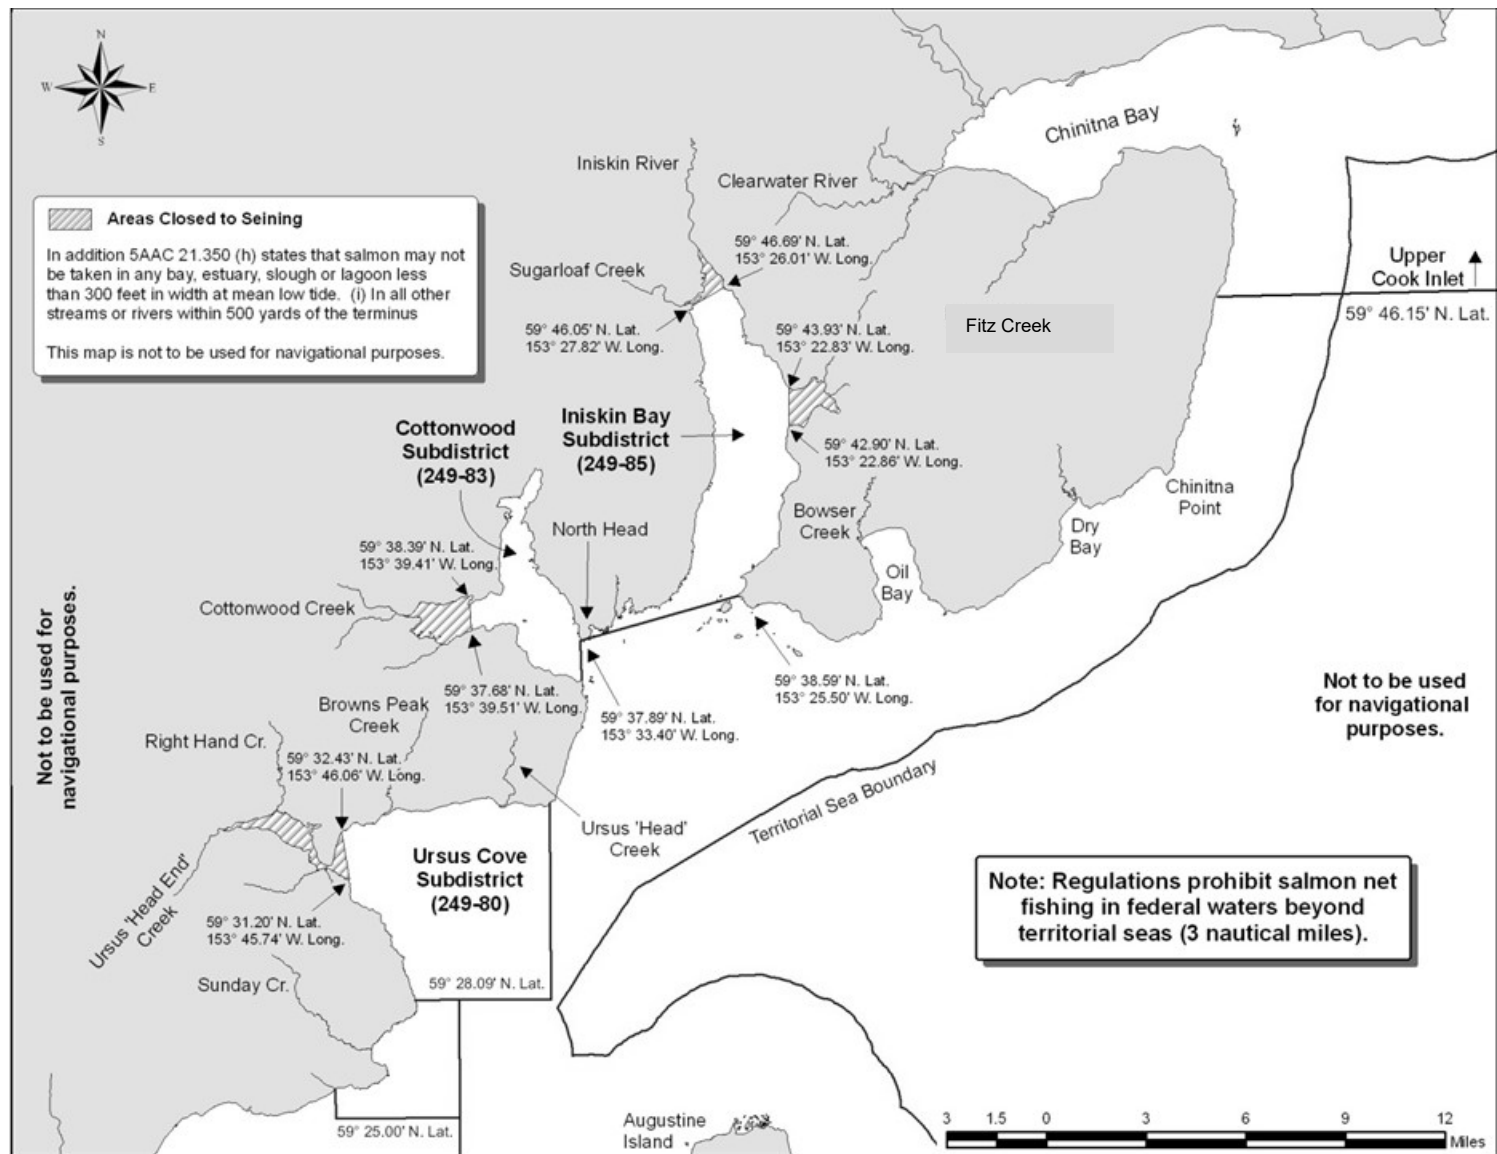 N
W
E
S
Chinitna Bay
Iniskin River
Clearwater River
Areas Closed to Seining
In addition 5AAC 21.350 (h) states that salmon may not
be taken in any bay, estuary, slough or lagoon less
than 300 feet in width at mean low tide.  (i) In all other
streams or rivers within 500 yards of the terminus
This map is not to be used for navigational purposes.
59° 46.69' N. Lat.
153° 26.01' W. Long.
Sugarloaf Creek
Upper
Cook Inlet
59° 46.15' N. Lat.
59° 46.05' N. Lat.
153° 27.82' W. Long.
59° 43.93' N. Lat.
153° 22.83' W. Long.
Fitz Creek
Cottonwood
Subdistrict
(249-83)
Iniskin Bay
Subdistrict
(249-85)
59° 42.90' N. Lat.
153° 22.86' W. Long.
Chinitna
Point
Bowser
Creek
Dry
Bay
North Head
59° 38.39' N. Lat.
153° 39.41' W. Long.
Oil
Bay
Cottonwood Creek
Not to be used for
navigational purposes.
59° 37.68' N. Lat.
153° 39.51' W. Long.
59° 38.59' N. Lat.
153° 25.50' W. Long.
59° 37.89' N. Lat.
153° 33.40' W. Long.
Not to be used
for navigational
purposes.
Browns Peak
Creek
Right Hand Cr.
59° 32.43' N. Lat.
153° 46.06' W. Long.
Territorial Sea Boundary
Ursus 'Head'
Creek
Ursus Cove
Subdistrict
(249-80)
Ursus 'Head End'
Creek
59° 31.20' N. Lat.
153° 45.74' W. Long.
Note: Regulations prohibit salmon net
fishing in federal waters beyond
territorial seas (3 nautical miles).
Sunday Cr.
59° 28.09' N. Lat.
59° 25.00' N. Lat.
Augustine
Island
3 1.5 0 3 6 9 12
Miles